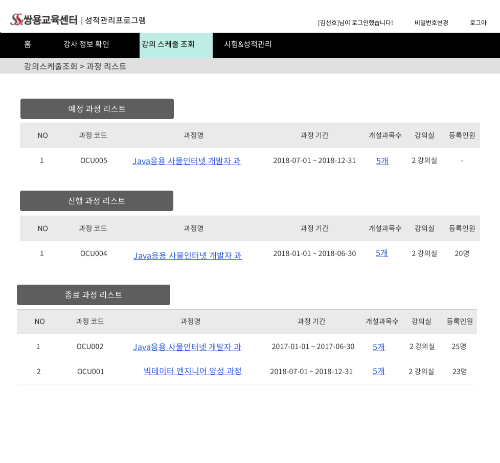 쌍용교육센터 | 성적관리프로그램
[김선호]님이 로그인했습니다! 비밀번호변경 로그아
홈 강사 정보 확인 강의 스케줄 조회 시험&성적관리
강의스케줄조회 > 과정 리스트
예정 과정 리스트
NO 과정 코드 과정명 과정 기간 개설과목수 강의실 등록인원
1 OCU005 Java응용 사물인터넷 개발자 과 2018-07-01 ~ 2018-12-31 5개 2 강의실 -
진행 과정 리스트
NO 과정 코드 과정명 과정 기간 개설과목수 강의실 등록인원
1 OCU004 Java응용 사물인터넷 개발자 과 2018-01-01 ~ 2018-06-30 5개 2 강의실 20명
종료 과정 리스트
NO 과정 코드 과정명 과정 기간 개설과목수 강의실 등록인원
1 OCU002 Java응용 사물인터넷 개발자 과 2017-01-01 ~ 2017-06-30 5개 2 강의실 25명
2 OCU001 빅데이터 엔지니어 양성 과정 2018-07-01 ~ 2018-12-31 5개 2 강의실 23명